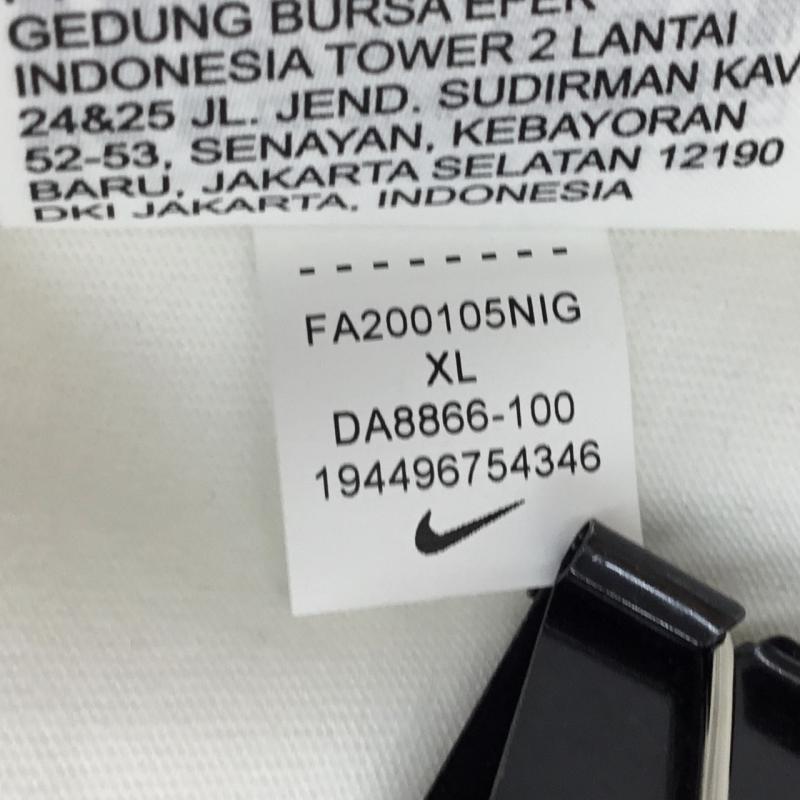 GEDUNG BURSA EFEK
INDONESIA TOWER 2 LANTAI
24&25 JL. JEND. SUDIRMAN KAV
52-53, SENAYAN, KEBAYORAN
BARU, JAKARTA SELATAN 12190
DKI JAKARTA, INDONESIA
--------
FA200105NIG
XL
DA8866-100
194496754346